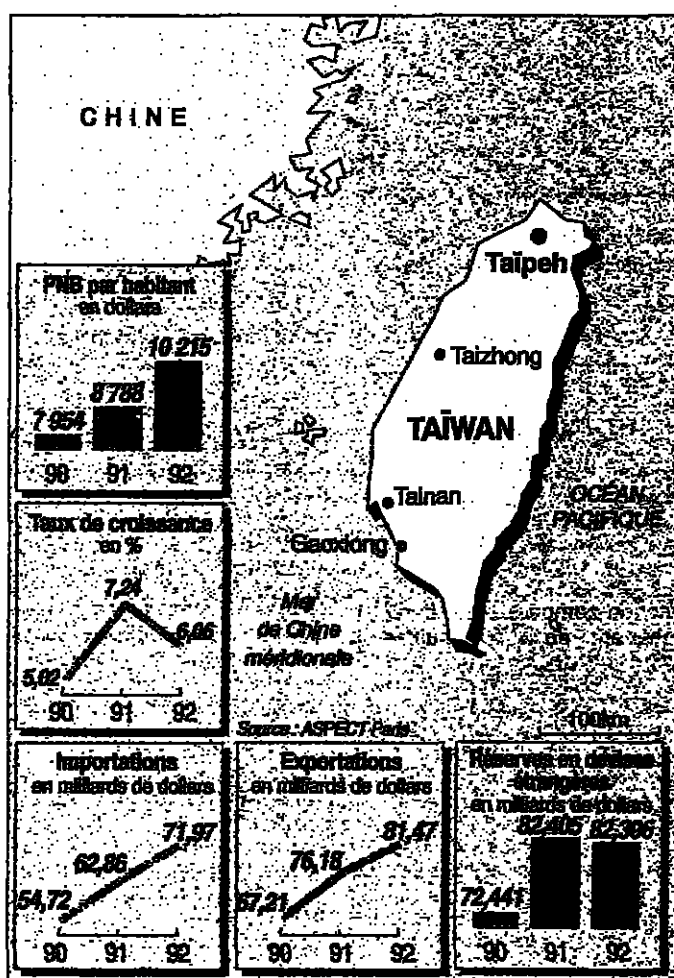 CHINE
Taïpeh
Taizhong
TAÏWAN
Tainan
Gaoxiong
OCÉAN
PACIFIQUE
Mer
de Chine
méridionale
Source : ASPECT Paris
100km
PNB par habitant
en dollars
7 954
8 788
10 215
90 91 92
Taux de croissance
en %
5,02
7,24
6,06
90 91 92
Importations
en milliards de dollars
54,72
62,86
71,97
90 91 92
Exportations
en milliards de dollars
67,21
76,18
81,47
90 91 92
Réserves en devises
étrangères
en milliards de dollars
72,441
82,405
90 91 92